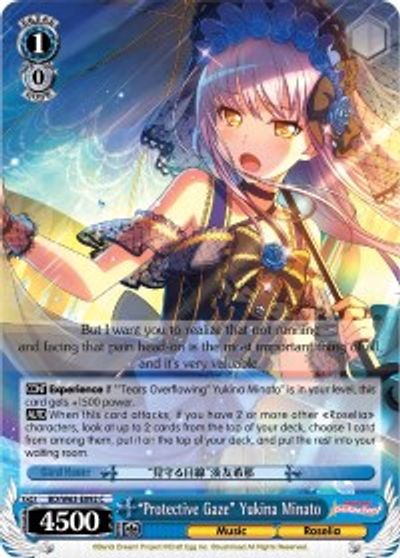 1
0
But I want you to realize that not running
and facing that pain head-on is the most important thing of all,
and it's very valuable.
CONT Experience If "“Tears Overflowing” Yukina Minato" is in your level, this
card gets +1500 power.
AUTO When this card attacks, if you have 2 or more other <Roselia>
characters, look at up to 2 cards from the top of your deck, choose 1 card
from among them, put it on the top of your deck, and put the rest into your
waiting room.
Card Name
“見守る目線”湊友希那
4500
“Protective Gaze” Yukina Minato
Music
Roselia